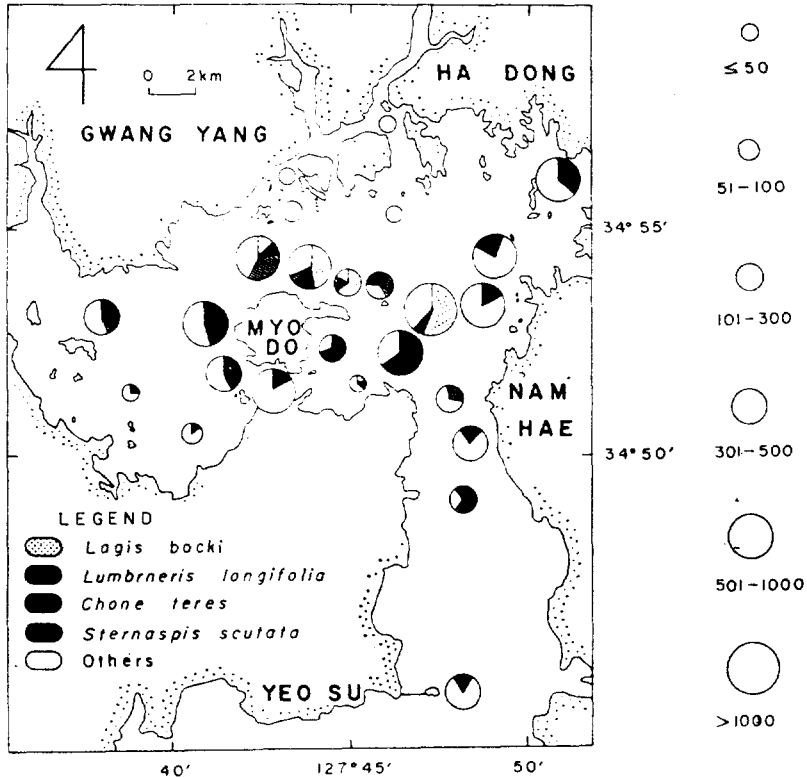 4
0 2km
HA DONG
GWANG YANG
MYO
DO
NAM
HAE
YEO SU
34° 55'
34° 50'
40'
127° 45'
50'
LEGEND
Lagis bocki
Lumbrneris longifolia
Chone teres
Sternaspis scutata
Others
≤ 50
51-100
101-300
301-500
501-1000
>1000